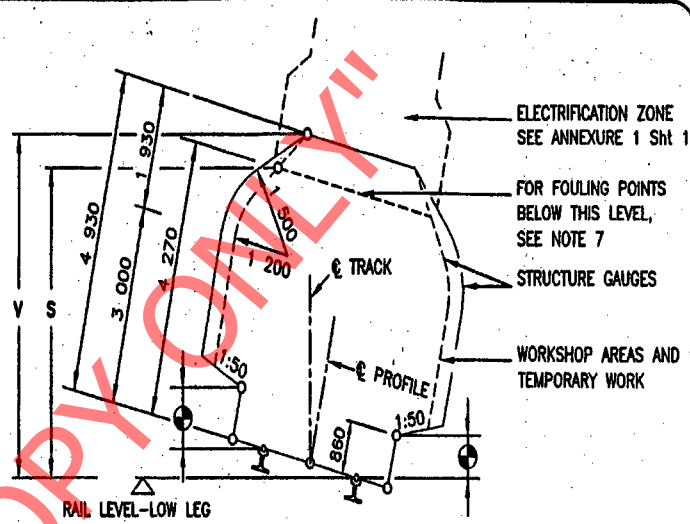 ELECTRIFICATION ZONE
SEE ANNEXURE 1 Sht 1
FOR FOULING POINTS
BELOW THIS LEVEL,
SEE NOTE 7
STRUCTURE GAUGES
WORKSHOP AREAS AND
TEMPORARY WORK
4 930
1 930
3 000
4 270
V
S
1 500
1 200
℄ TRACK
℄ PROFILE
1:50
1:50
860
RAIL LEVEL-LOW LEG
COPY ONLY"